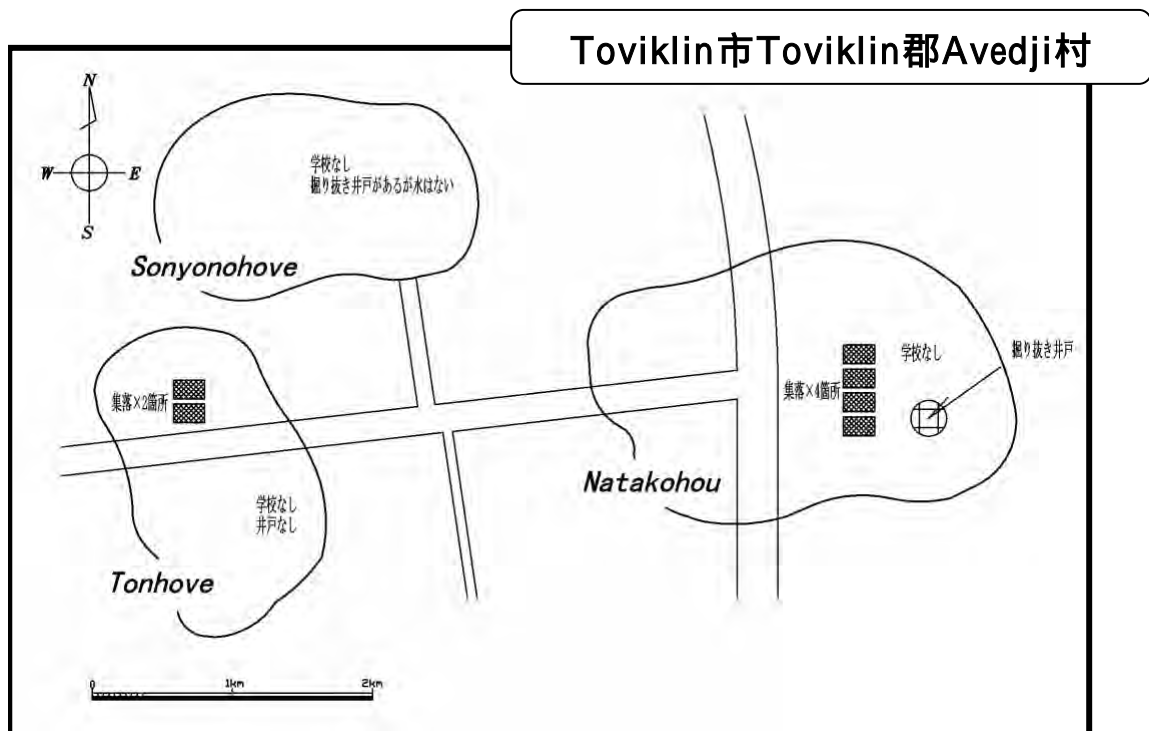 Toviklin市Toviklin郡Avedji村
N
W
E
S
学校なし
掘り抜き井戸があるが水はない
Sonyonohove
集落×2箇所
学校なし
井戸なし
Tonhove
集落×4箇所
学校なし
掘り抜き井戸
Natakohou
0
1km
2km